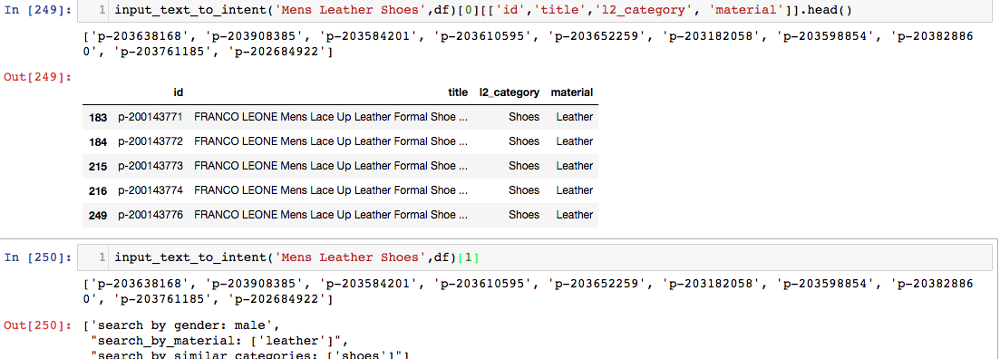 In [249]: 1 input_text_to_intent('Mens Leather Shoes',df)[0][['id','title','l2_category', 'material']].head()
['p-203638168', 'p-203908385', 'p-203584201', 'p-203610595', 'p-203652259', 'p-203182058', 'p-203598854', 'p-20382886
0', 'p-203761185', 'p-202684922']
Out[249]:
id title l2_category material
183 p-200143771 FRANCO LEONE Mens Lace Up Leather Formal Shoe ... Shoes Leather
184 p-200143772 FRANCO LEONE Mens Lace Up Leather Formal Shoe ... Shoes Leather
215 p-200143773 FRANCO LEONE Mens Lace Up Leather Formal Shoe ... Shoes Leather
216 p-200143774 FRANCO LEONE Mens Lace Up Leather Formal Shoe ... Shoes Leather
249 p-200143776 FRANCO LEONE Mens Lace Up Leather Formal Shoe ... Shoes Leather
In [250]: 1 input_text_to_intent('Mens Leather Shoes',df)[1]
['p-203638168', 'p-203908385', 'p-203584201', 'p-203610595', 'p-203652259', 'p-203182058', 'p-203598854', 'p-20382886
0', 'p-203761185', 'p-202684922']
Out[250]: ['search by gender: male',
"search_by_material: ['leather']",
"search by similar categories: ['shoes']"]